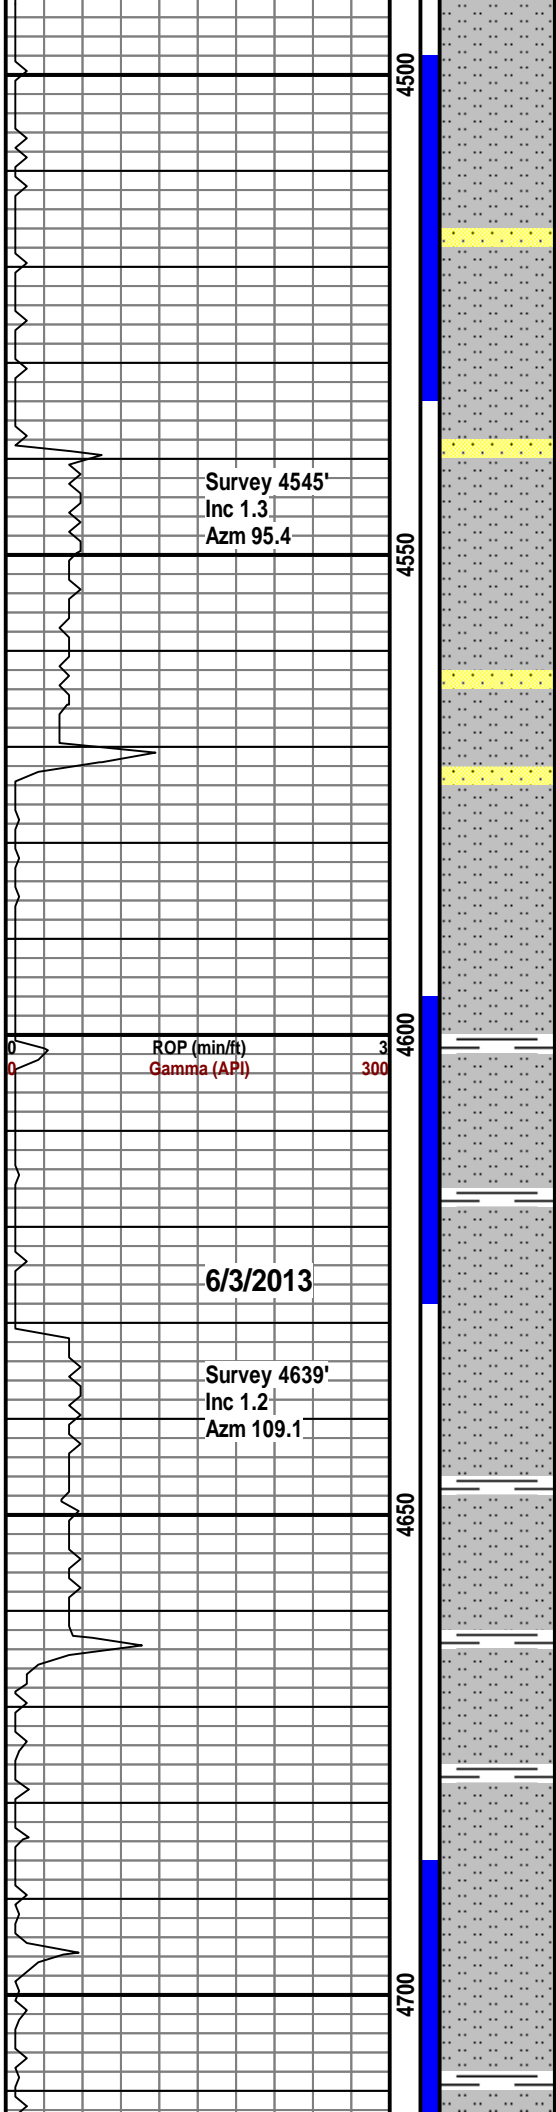 4500
Survey 4545'
Inc 1.3
Azm 95.4
4550
4600
0 ROP (min/ft) 3
0 Gamma (API) 300
6/3/2013
Survey 4639'
Inc 1.2
Azm 109.1
4650
4700